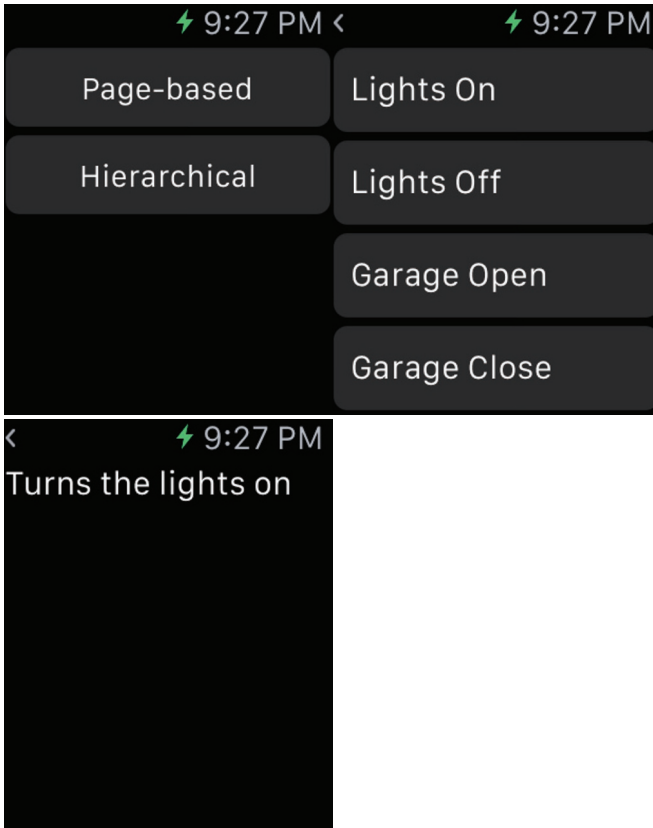 9:27 PM
Page-based
Hierarchical
< 9:27 PM
Lights On
Lights Off
Garage Open
Garage Close
< 9:27 PM
Turns the lights on